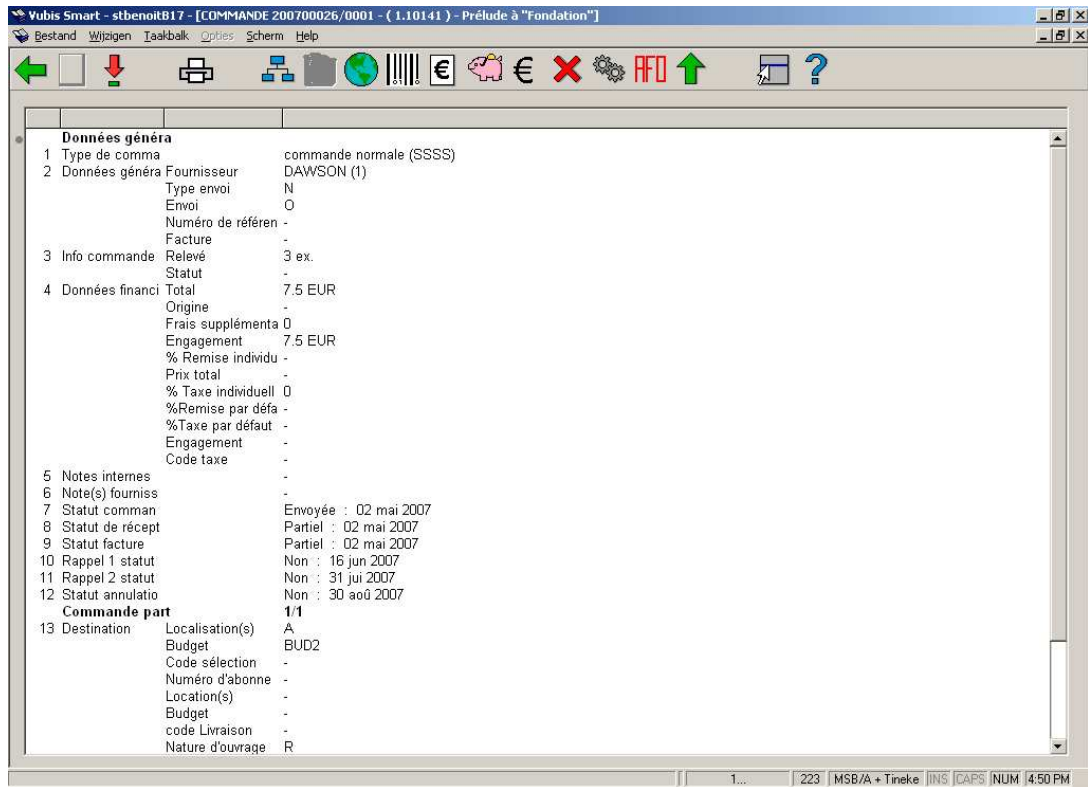 Vubis Smart - stbenoitB17 - [COMMANDE 200700026/0001 - ( 1.10141 ) - Prélude à "Fondation"]
Bestand Wijzigen Taakbalk Opties Scherm Help
€ € AFO ?
Données généra
1 Type de comma commande normale (SSSS)
2 Données généra Fournisseur DAWSON (1)
Type envoi N
Envoi O
Numéro de référen -
Facture -
3 Info commande Relevé 3 ex.
Statut -
4 Données financi Total 7.5 EUR
Origine -
Frais supplémenta 0
Engagement 7.5 EUR
% Remise individu -
Prix total -
% Taxe individuell 0
%Remise par défa -
%Taxe par défaut -
Engagement -
Code taxe -
5 Notes internes -
6 Note(s) fourniss -
7 Statut comman Envoyée : 02 mai 2007
8 Statut de récept Partiel : 02 mai 2007
9 Statut facture Partiel : 02 mai 2007
10 Rappel 1 statut Non : 16 jun 2007
11 Rappel 2 statut Non : 31 jui 2007
12 Statut annulatio Non : 30 aoû 2007
Commande part 1/1
13 Destination Localisation(s) A
Budget BUD2
Code sélection -
Numéro d'abonne -
Location(s) -
Budget -
code Livraison -
Nature d'ouvrage R
1... 223 MSB/A + Tineke INS CAPS NUM 4:50 PM